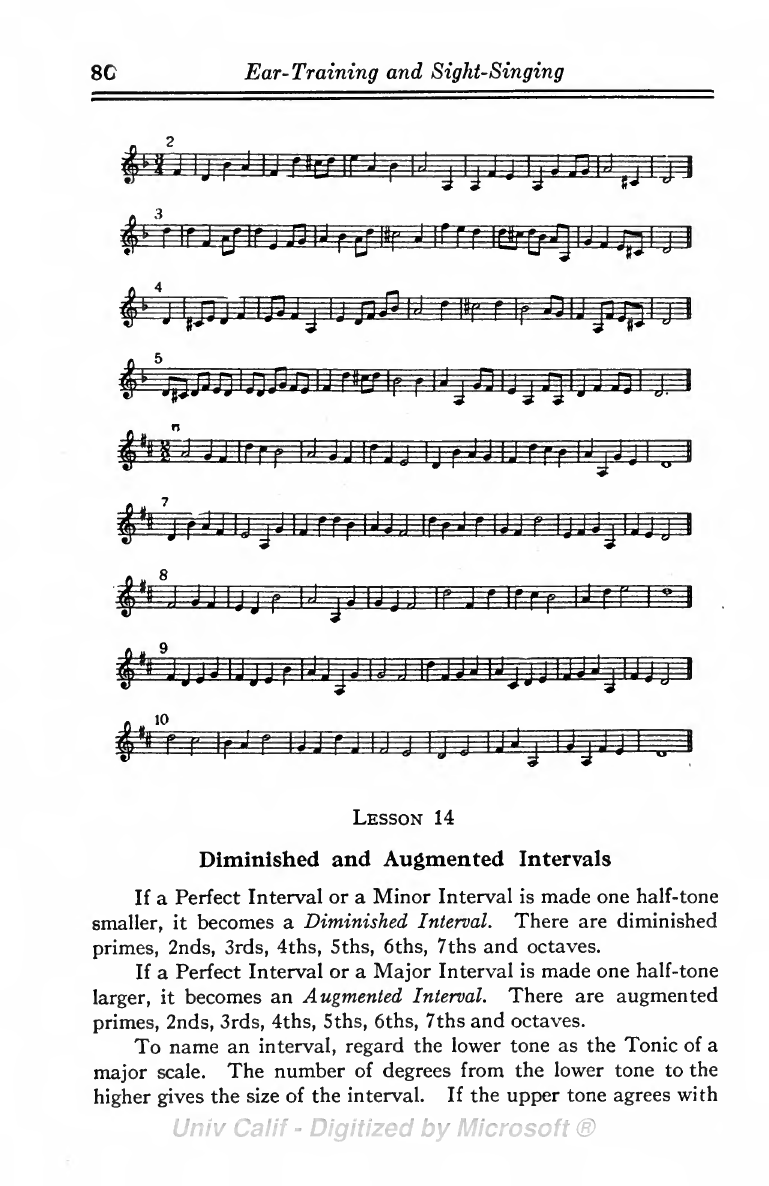 80 Ear-Training and Sight-Singing
2
3
4
5
7
8
9
10
LESSON 14
Diminished and Augmented Intervals
If a Perfect Interval or a Minor Interval is made one half-tone
smaller, it becomes a Diminished Interval. There are diminished
primes, 2nds, 3rds, 4ths, 5ths, 6ths, 7ths and octaves.
If a Perfect Interval or a Major Interval is made one half-tone
larger, it becomes an Augmented Interval. There are augmented
primes, 2nds, 3rds, 4ths, 5ths, 6ths, 7ths and octaves.
To name an interval, regard the lower tone as the Tonic of a
major scale. The number of degrees from the lower tone to the
higher gives the size of the interval. If the upper tone agrees with
Univ Calif - Digitized by Microsoft ®